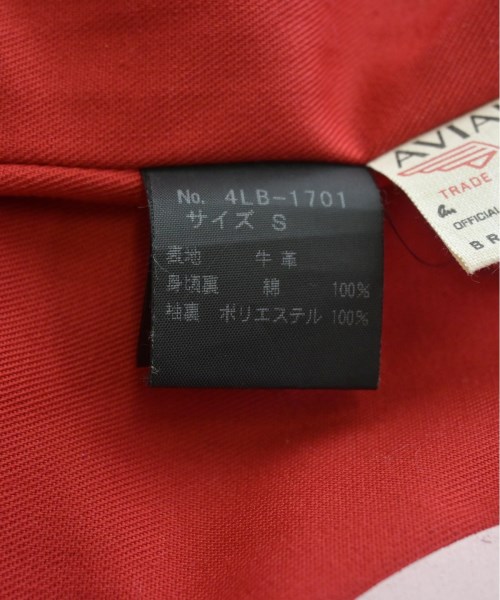 No. 4LB-1701
サイズ S
表地 牛革
身頃裏 綿 100%
袖裏 ポリエステル 100%
AVIA
TRADE
an
OFFICIAL
BR